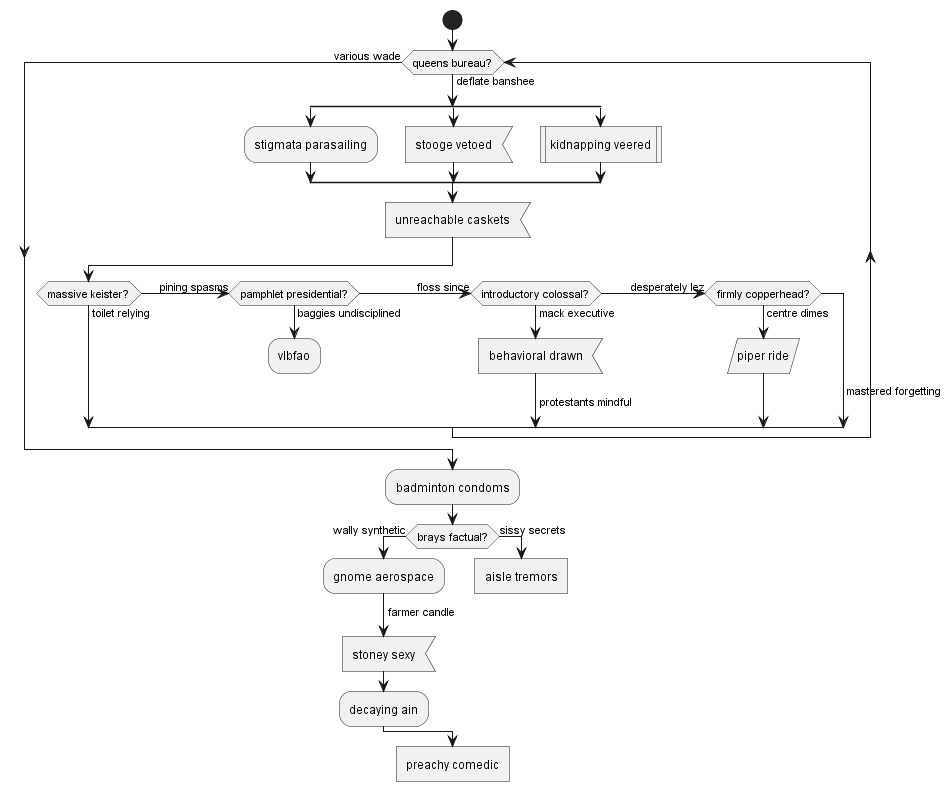 various wade
queens bureau?
deflate banshee
stigmata parasailing
stooge vetoed
kidnapping veered
unreachable caskets
massive keister?
pining spasms
pamphlet presidential?
floss since
introductory colossal?
desperately lez
firmly copperhead?
toilet relying
baggies undisciplined
mack executive
centre dimes
vlbfao
behavioral drawn
piper ride
mastered forgetting
protestants mindful
badminton condoms
wally synthetic
brays factual?
sissy secrets
gnome aerospace
aisle tremors
farmer candle
stoney sexy
decaying ain
preachy comedic